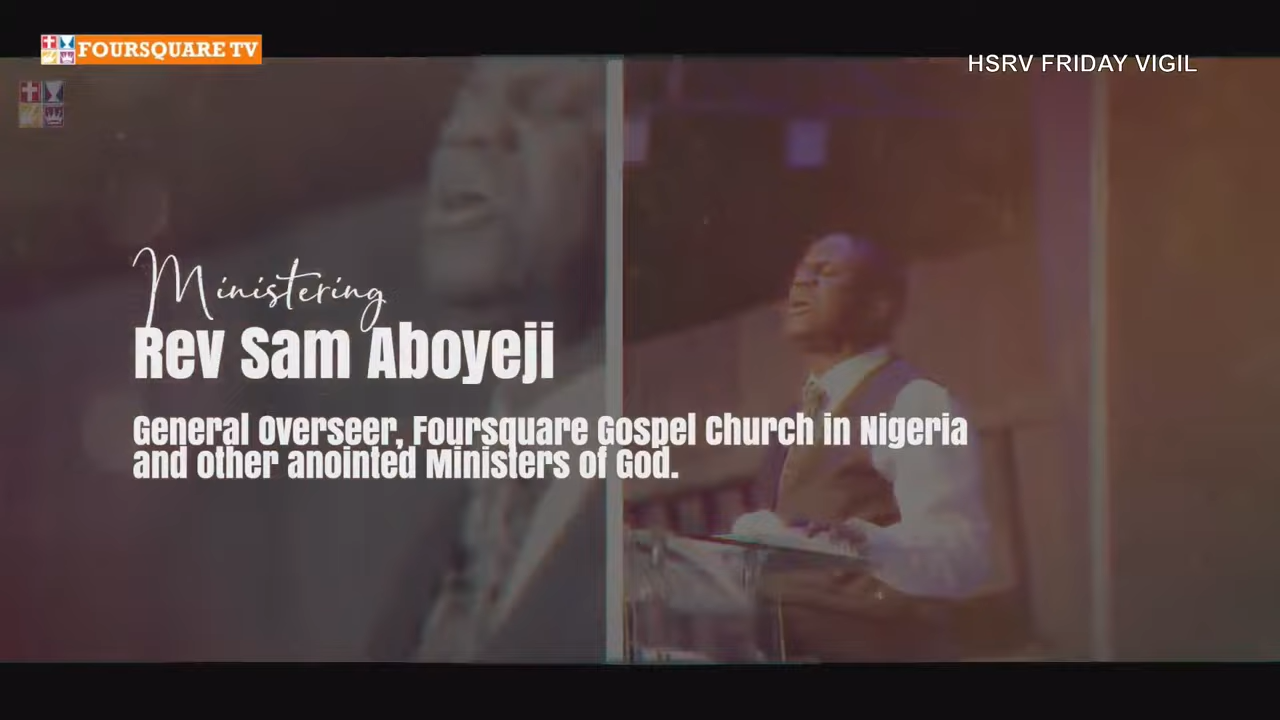 FOURSQUARE TV
HSRV FRIDAY VIGIL
Ministering
Rev Sam Aboyeji
General Overseer, Foursquare Gospel Church in Nigeria
and other anointed Ministers of God.